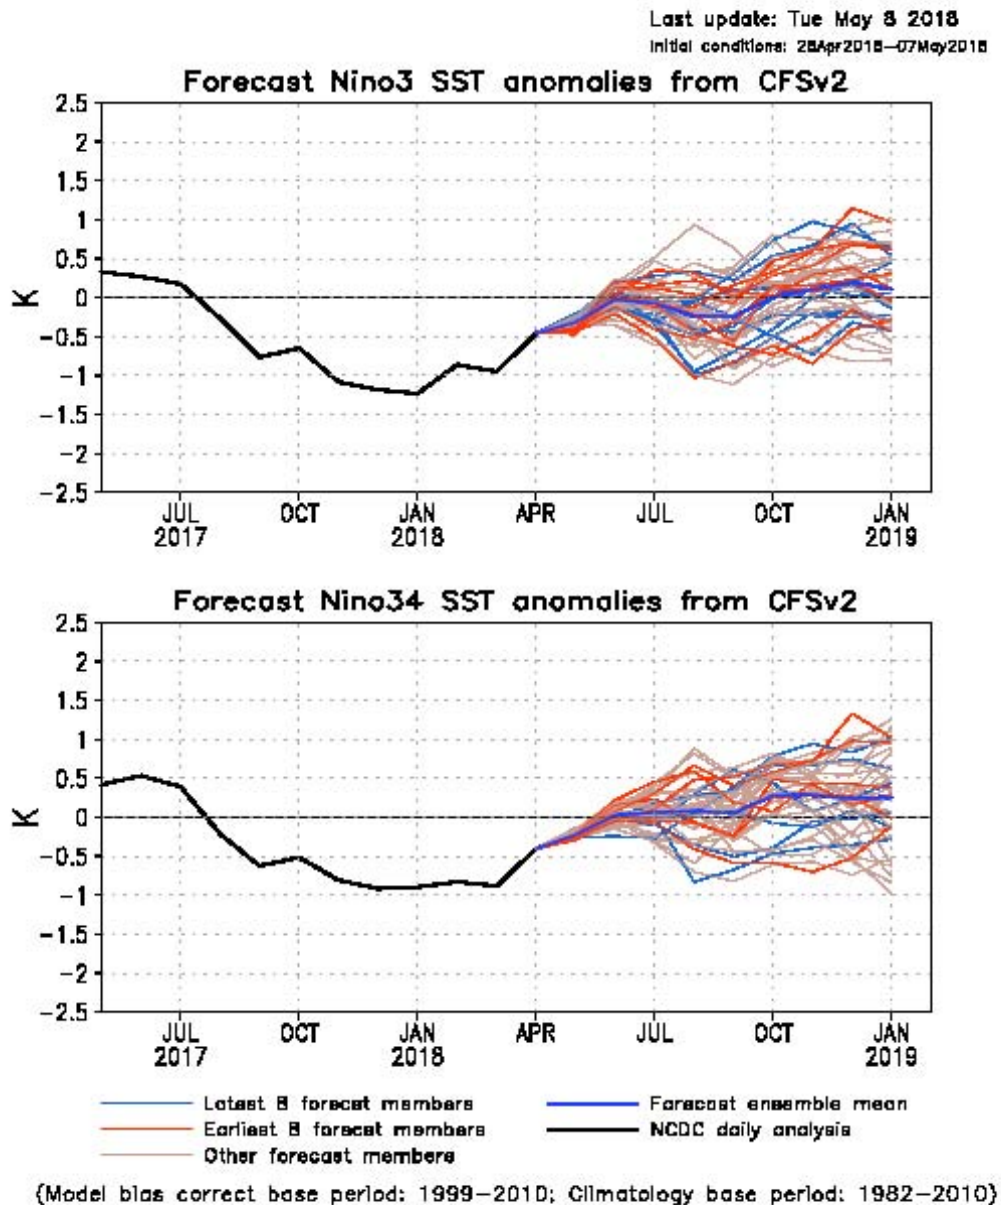 Last update: Tue May 8 2018
Initial conditions: 28Apr2018–07May2018
Forecast Nino3 SST anomalies from CFSv2
2.5
2
1.5
1
0.5
0
-0.5
-1
-1.5
-2
-2.5
K
JUL OCT JAN APR JUL OCT JAN
2017 2018 2019
Forecast Nino34 SST anomalies from CFSv2
2.5
2
1.5
1
0.5
0
-0.5
-1
-1.5
-2
-2.5
K
JUL OCT JAN APR JUL OCT JAN
2017 2018 2019
Latest 8 forecast members Forecast ensemble mean
Earliest 8 forecast members NCDC daily analysis
Other forecast members
(Model bias correct base period: 1999–2010; Climatology base period: 1982–2010)